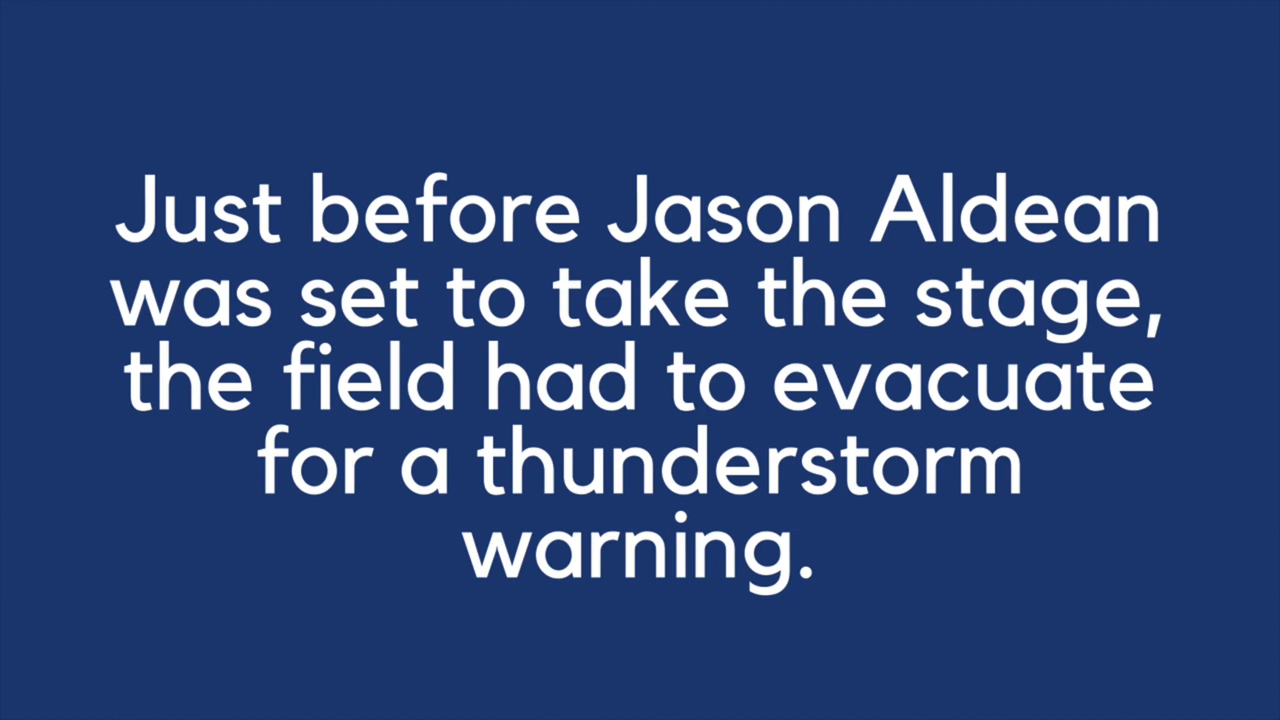 Just before Jason Aldean
was set to take the stage,
the field had to evacuate
for a thunderstorm
warning.